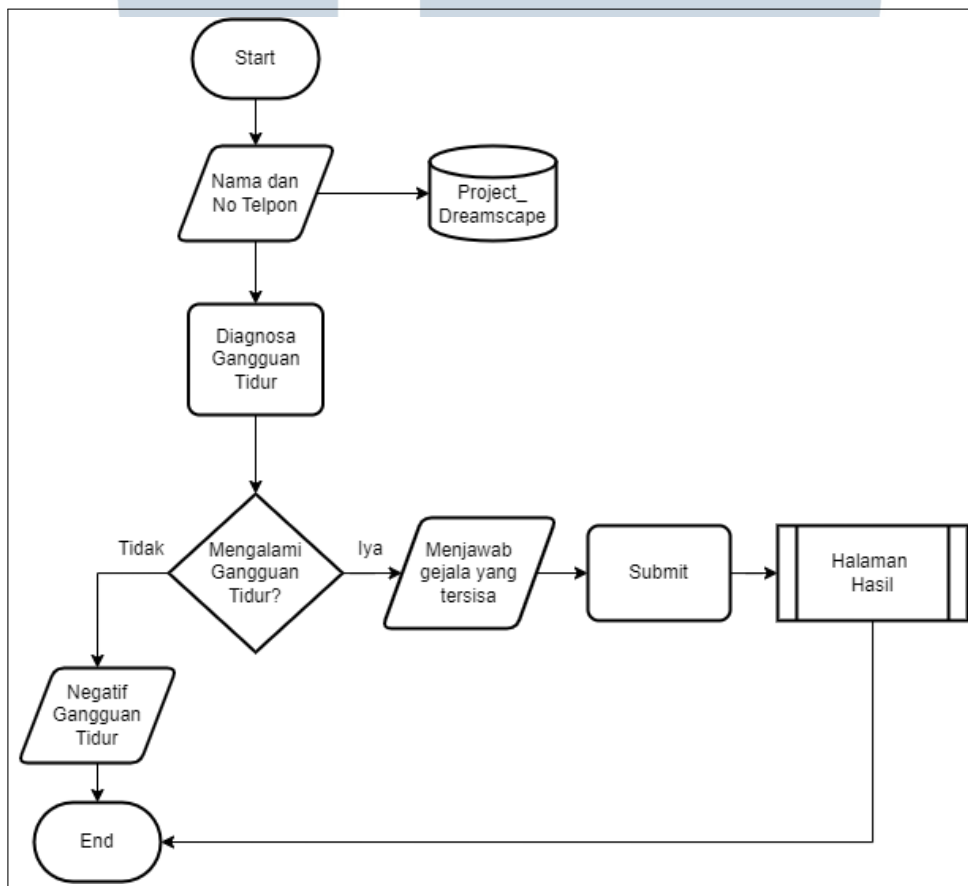 Start
Nama dan
No Telpon
Project_
Dreamscape
Diagnosa
Gangguan
Tidur
Tidak
Mengalami
Gangguan
Tidur?
Iya
Menjawab
gejala yang
tersisa
Submit
Halaman
Hasil
Negatif
Gangguan
Tidur
End